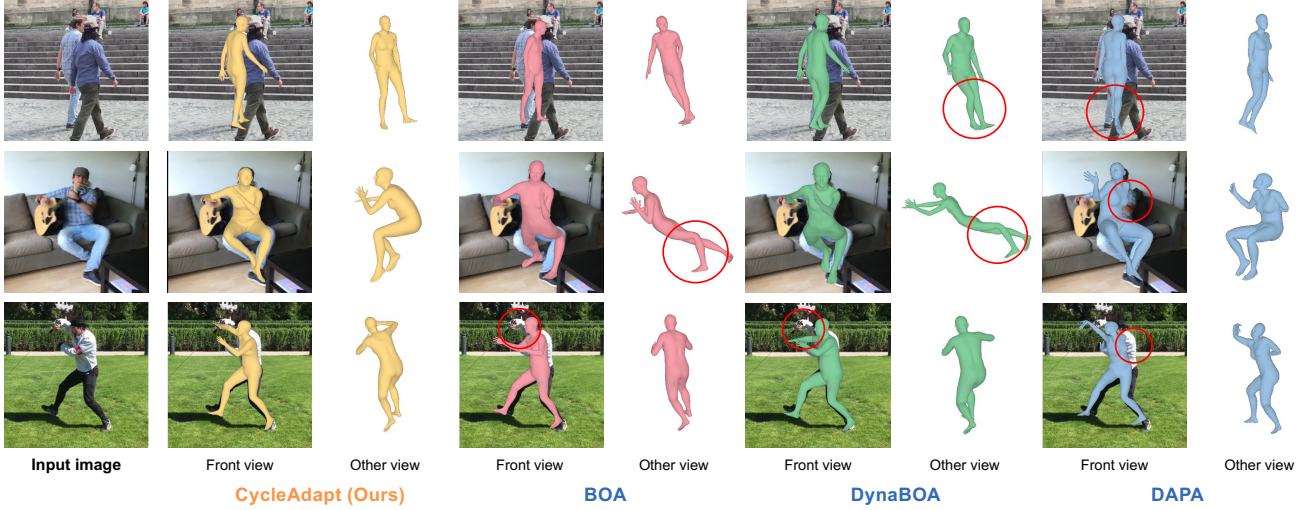 Input image Front view Other view Front view Other view Front view Other view Front view Other view
CycleAdapt (Ours) BOA DynaBOA DAPA